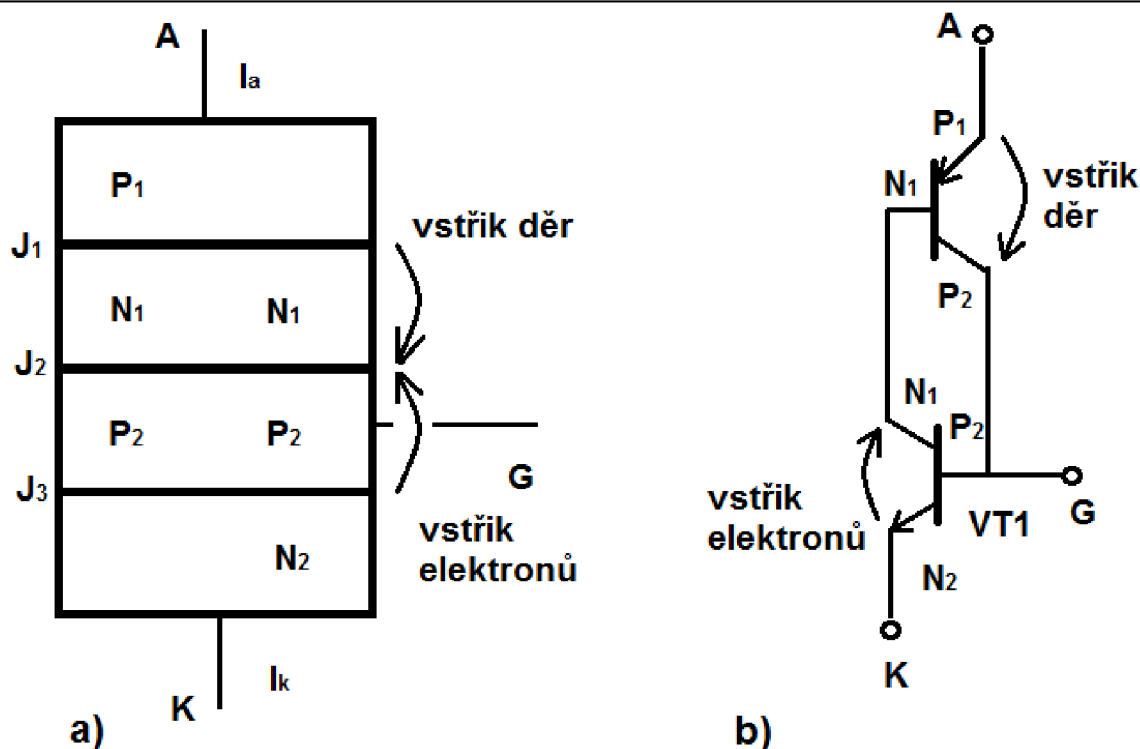 A
Ia
P1
J1
vstřik děr
N1 N1
J2
P2 P2
G
J3
vstřik
elektronů
N2
K
Ik
a)
A
P1
N1
vstřik
děr
P2
N1
P2
vstřik
elektronů
VT1
G
N2
K
b)